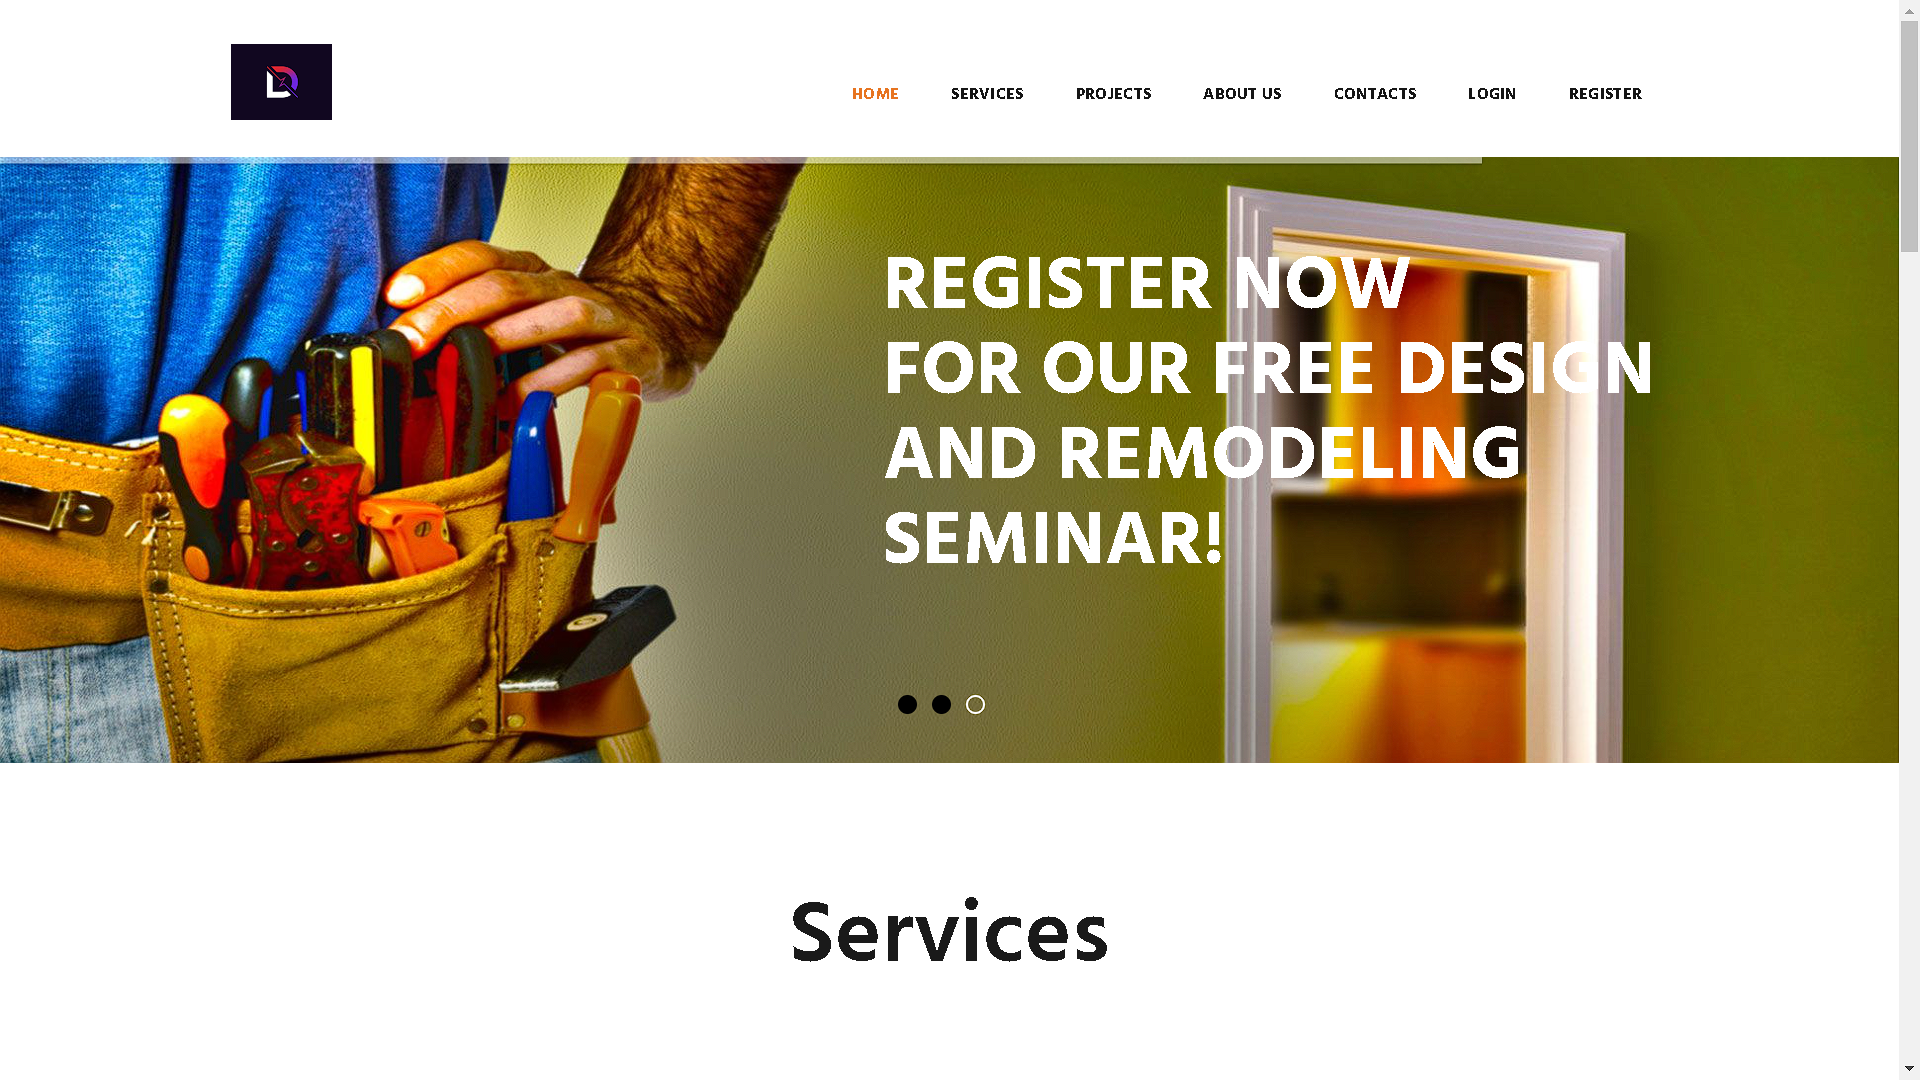 HOME SERVICES PROJECTS ABOUT US CONTACTS LOGIN REGISTER
REGISTER NOW
FOR OUR FREE DESIGN
AND REMODELING
SEMINAR!
Services